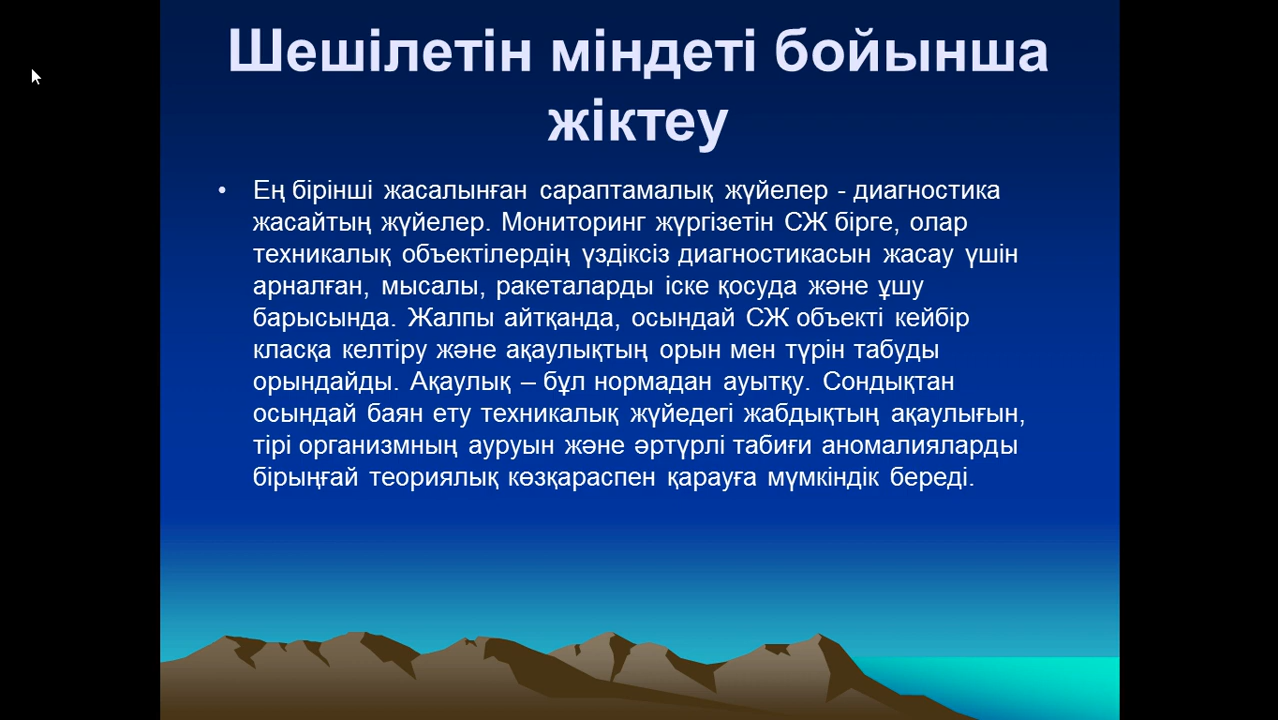 Шешілетін міндеті бойынша
жіктеу
• Ең бірінші жасалынған сараптамалық жүйелер - диагностика
жасайтың жүйелер. Мониторинг жүргізетін СЖ бірге, олар
техникалық объектілердің үздіксіз диагностикасын жасау үшін
арналған, мысалы, ракеталарды іске қосуда және ұшу
барысында. Жалпы айтқанда, осындай СЖ объекті кейбір
класқа келтіру және ақаулықтың орын мен түрін табуды
орындайды. Ақаулық – бұл нормадан ауытқу. Сондықтан
осындай баян ету техникалық жүйедегі жабдықтың ақаулығын,
тірі организмның ауруын және әртүрлі табиғи аномалияларды
бірыңғай теориялық көзқараспен қарауға мүмкіндік береді.